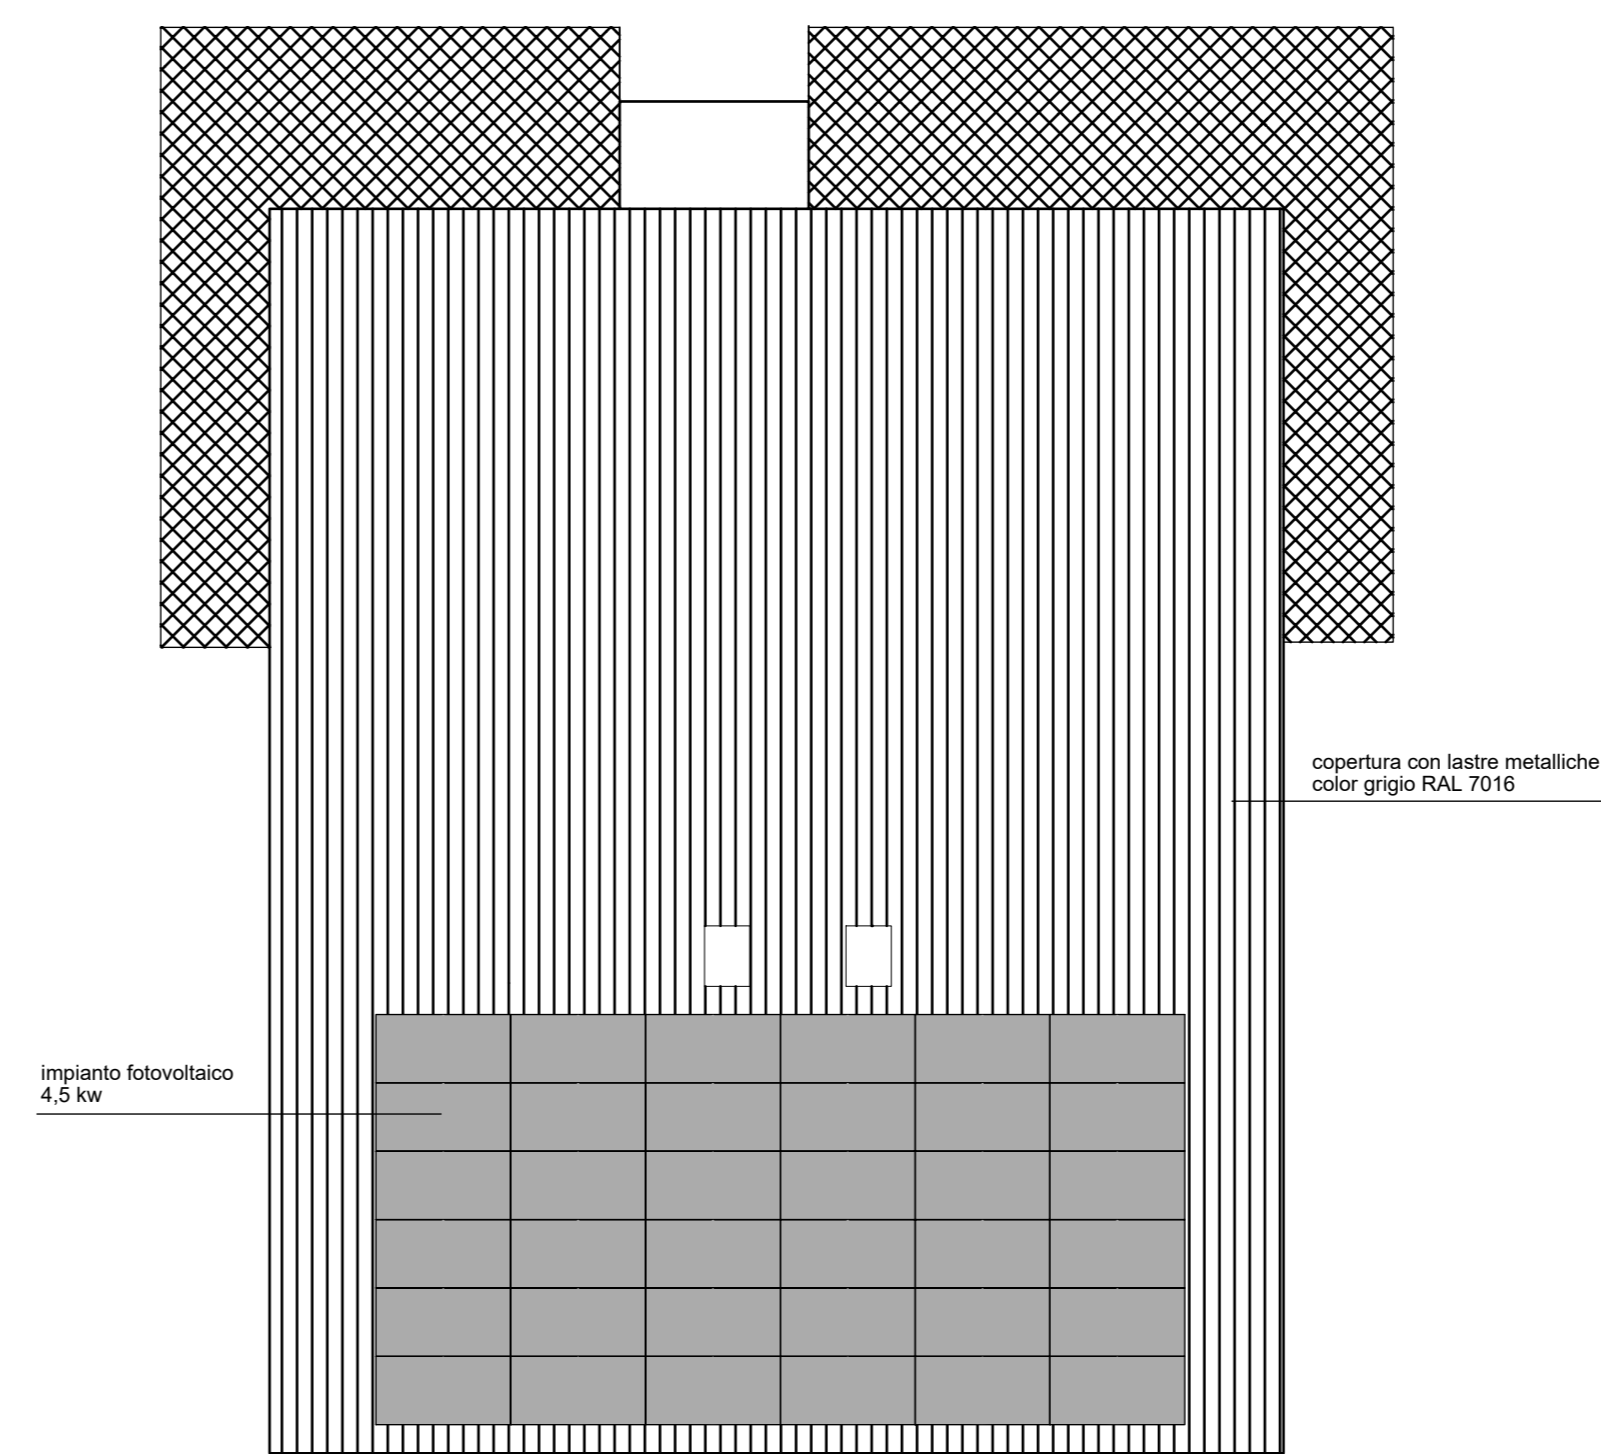 copertura con lastre metalliche
color grigio RAL 7016
impianto fotovoltaico
4,5 kw